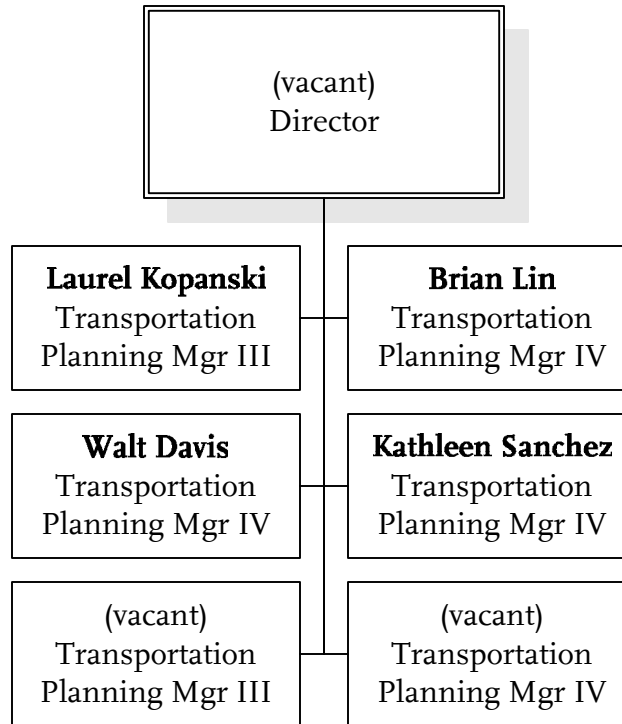 (vacant)
Director
Laurel Kopanski
Transportation
Planning Mgr III
Brian Lin
Transportation
Planning Mgr IV
Walt Davis
Transportation
Planning Mgr IV
Kathleen Sanchez
Transportation
Planning Mgr IV
(vacant)
Transportation
Planning Mgr III
(vacant)
Transportation
Planning Mgr IV